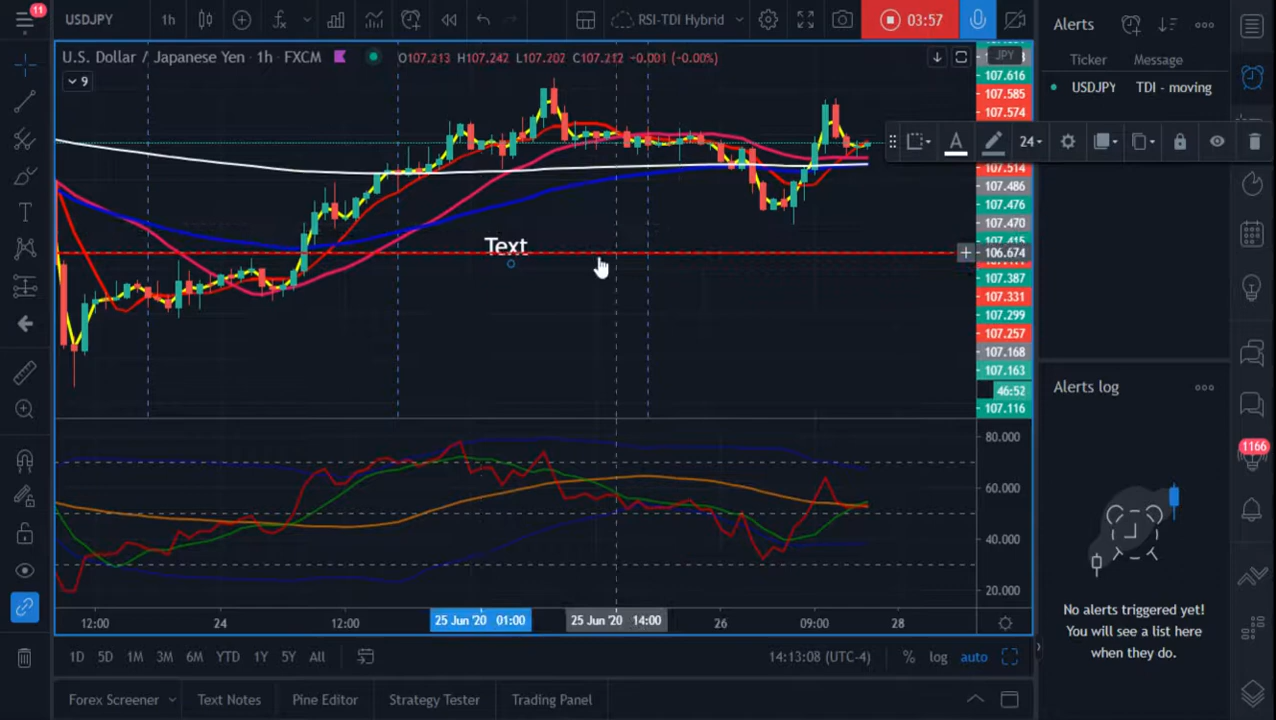 11
USDJPY
1h
RSI-TDI Hybrid
03:57
Alerts
Ticker
Message
USDJPY
TDI - moving
U.S. Dollar / Japanese Yen · 1h · FXCM
O107.213 H107.242 L107.202 C107.212 -0.001 (-0.00%)
JPY
9
24
Text
107.616
107.585
107.574
107.514
107.486
107.476
107.470
107.415
106.674
107.387
107.331
107.299
107.257
107.168
107.163
46:52
107.116
80.000
60.000
40.000
20.000
12:00
24
12:00
25 Jun '20 01:00
25 Jun '20 14:00
26
09:00
28
Alerts log
1166
No alerts triggered yet!
You will see a list here
when they do.
1D 5D 1M 3M 6M YTD 1Y 5Y All
14:13:08 (UTC-4)
% log auto
Forex Screener
Text Notes
Pine Editor
Strategy Tester
Trading Panel